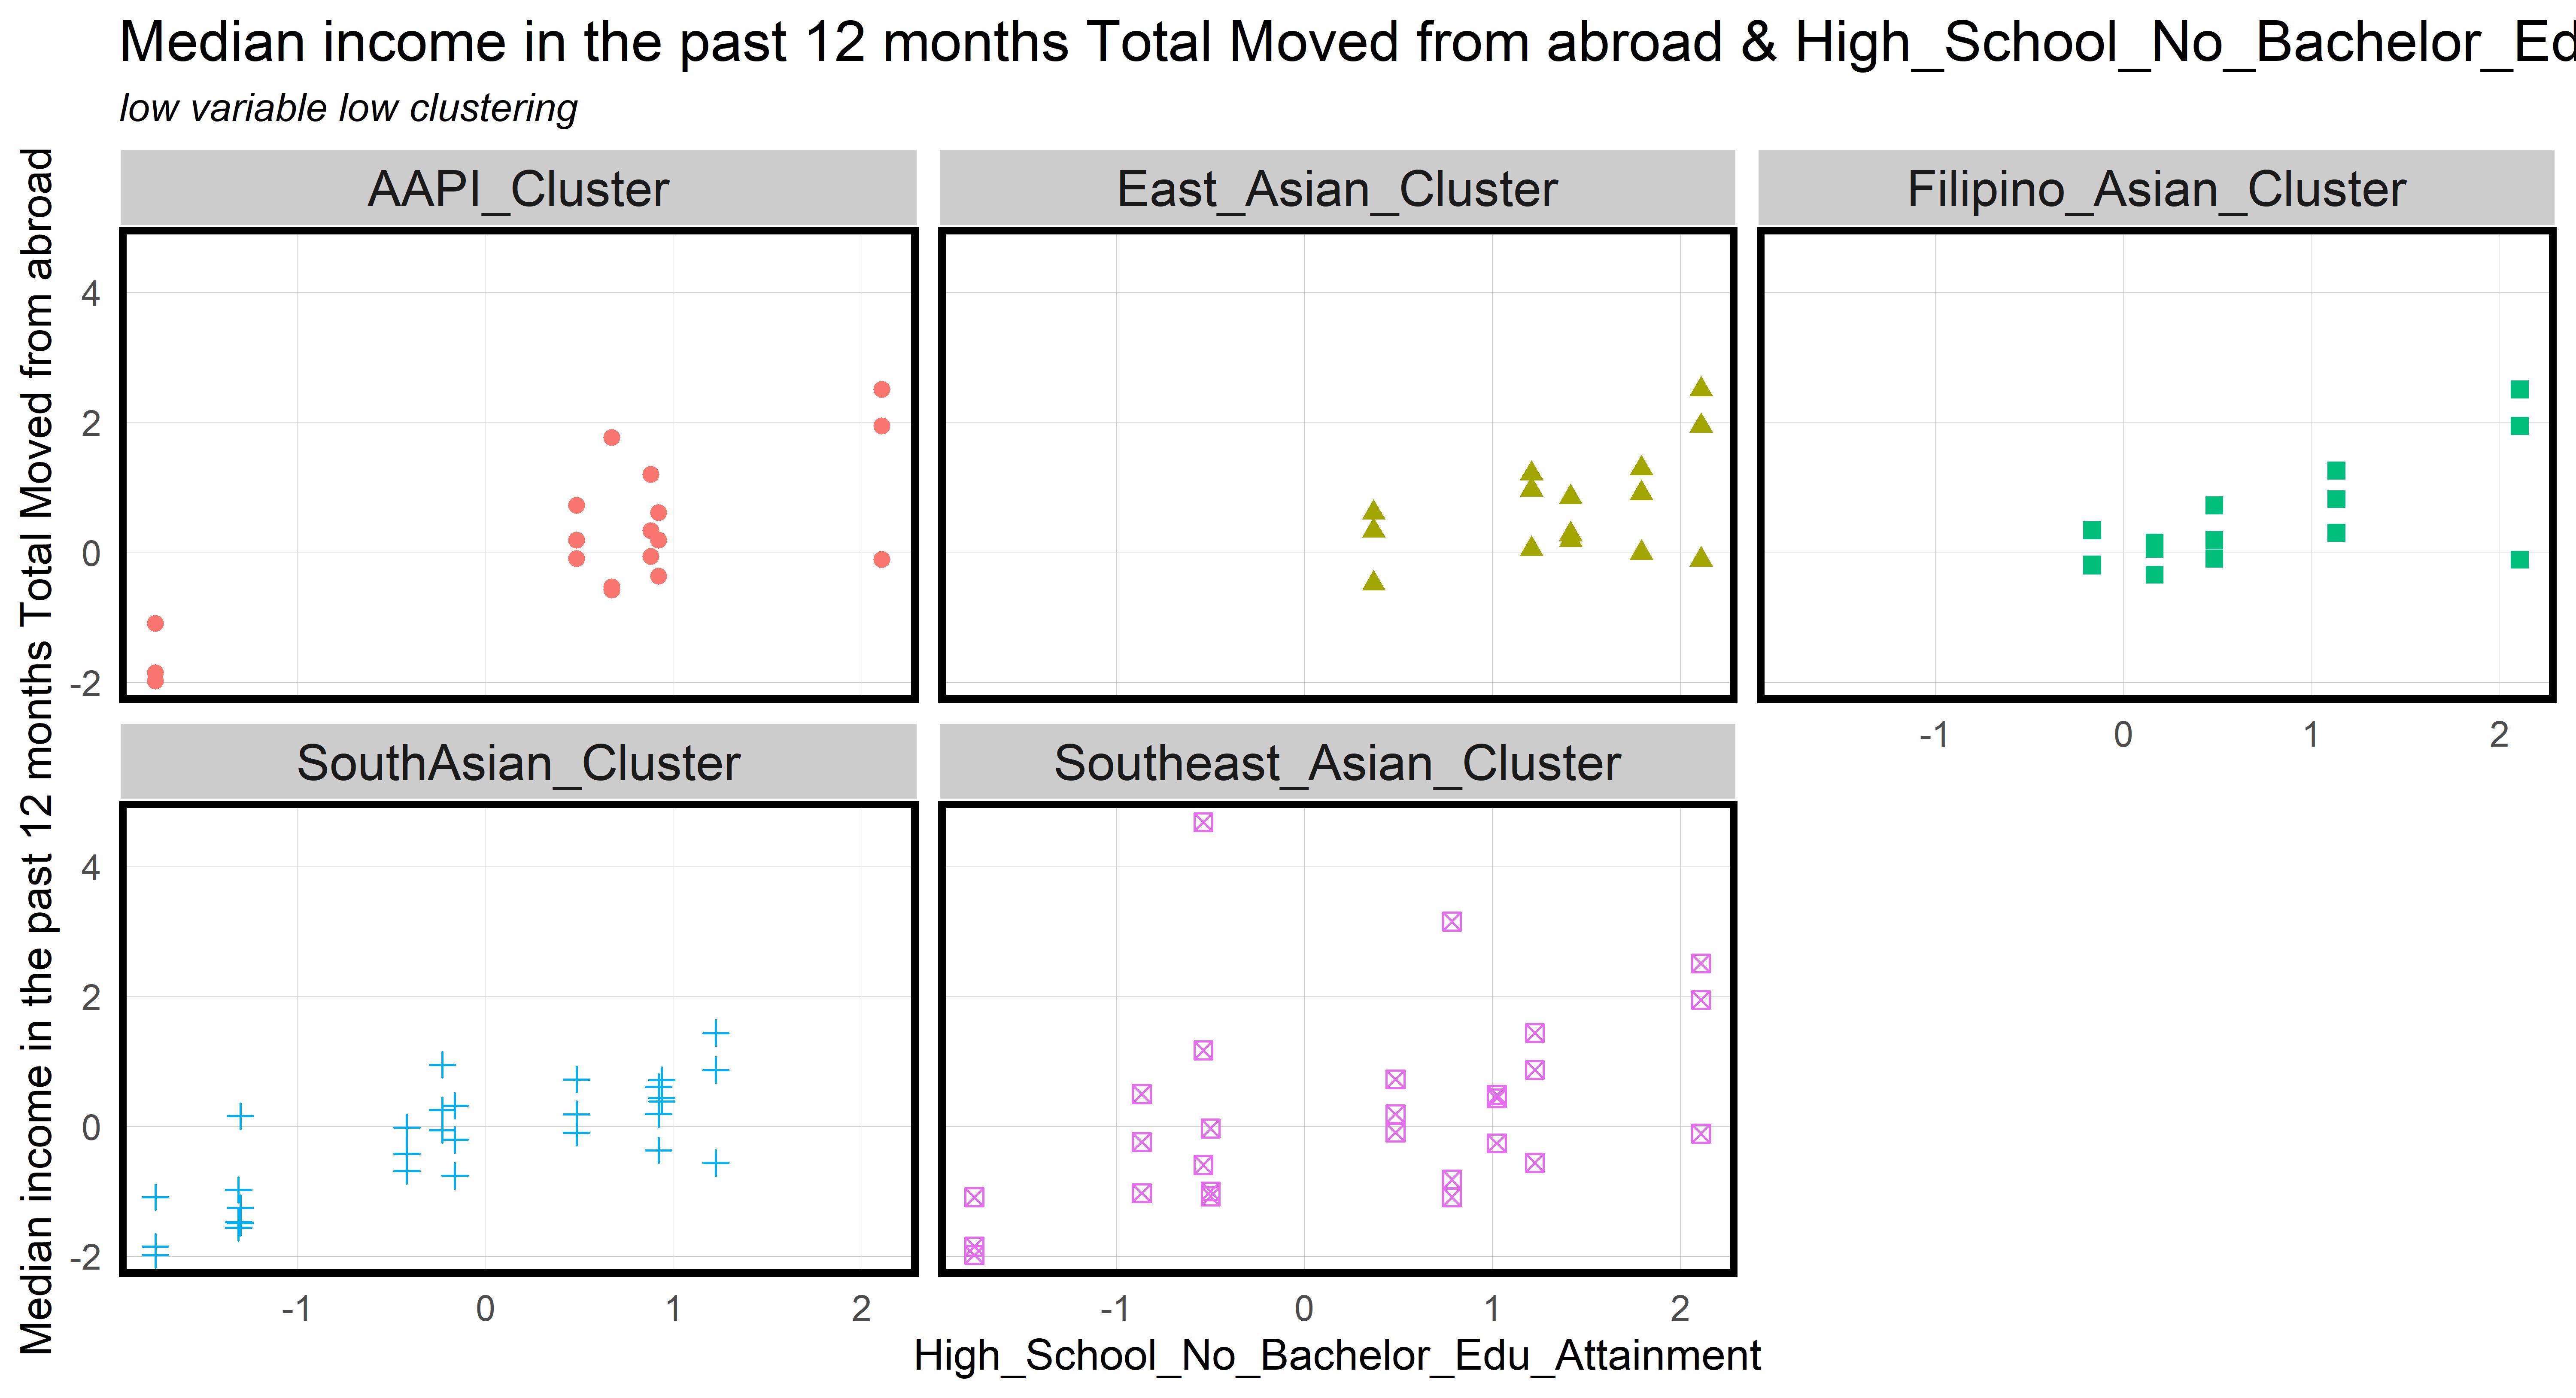 Median income in the past 12 months Total Moved from abroad & High_School_No_Bachelor_Ed
low variable low clustering
Median income in the past 12 months Total Moved from abroad
AAPI_Cluster
East_Asian_Cluster
Filipino_Asian_Cluster
4
2
0
-2
-1 0 1 2
SouthAsian_Cluster
Southeast_Asian_Cluster
4
2
0
-2
-1 0 1 2
-1 0 1 2
High_School_No_Bachelor_Edu_Attainment